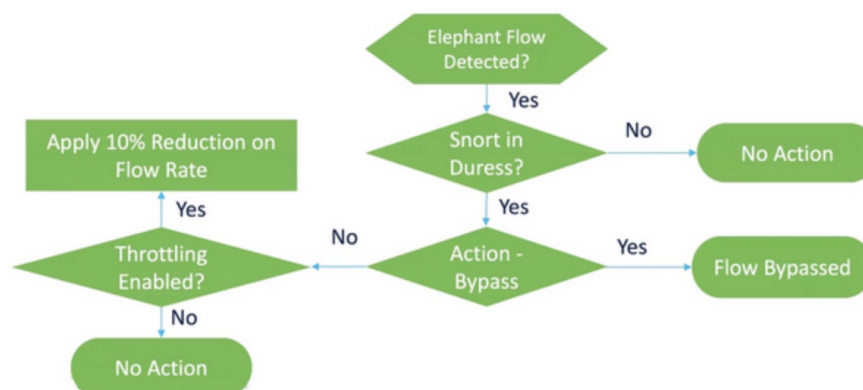 Elephant Flow
Detected?
Yes
Apply 10% Reduction on
Flow Rate
Snort in
Duress?
No
No Action
Yes
Yes
Throttling
Enabled?
No
Action -
Bypass
Yes
Flow Bypassed
No
No Action